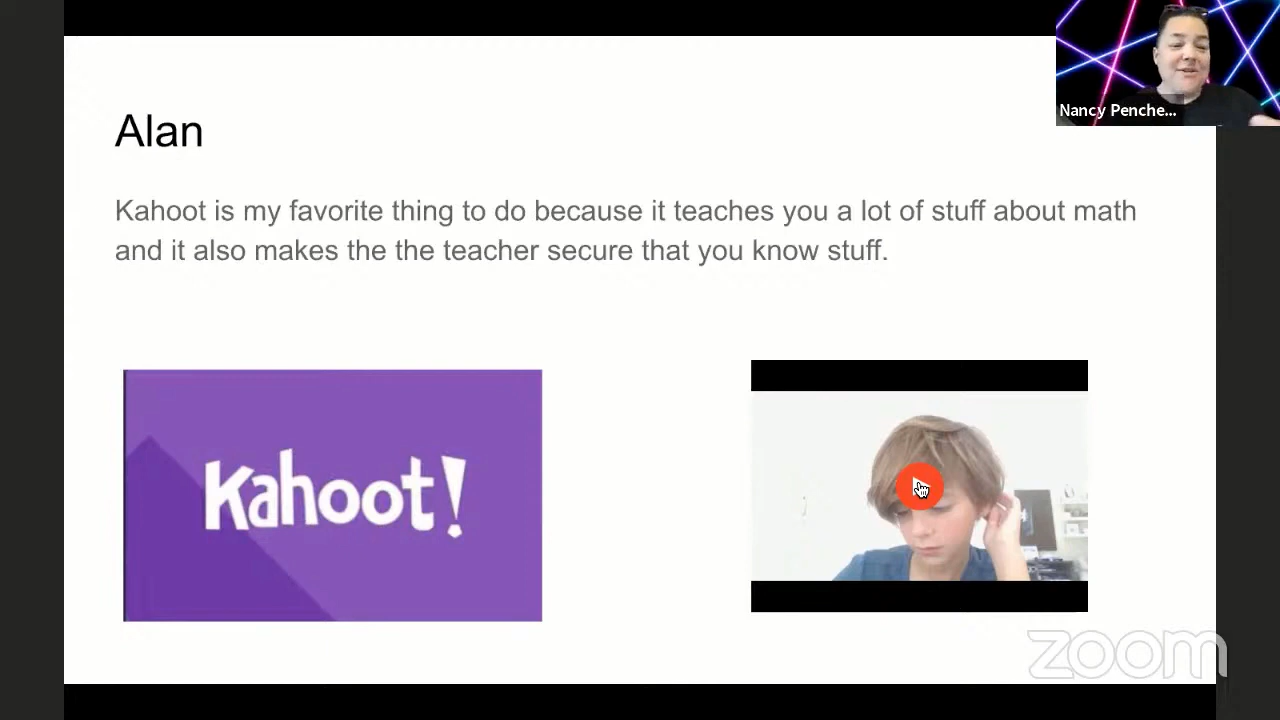 Nancy Penche...
Alan
Kahoot is my favorite thing to do because it teaches you a lot of stuff about math
and it also makes the the teacher secure that you know stuff.
Kahoot!
zoom